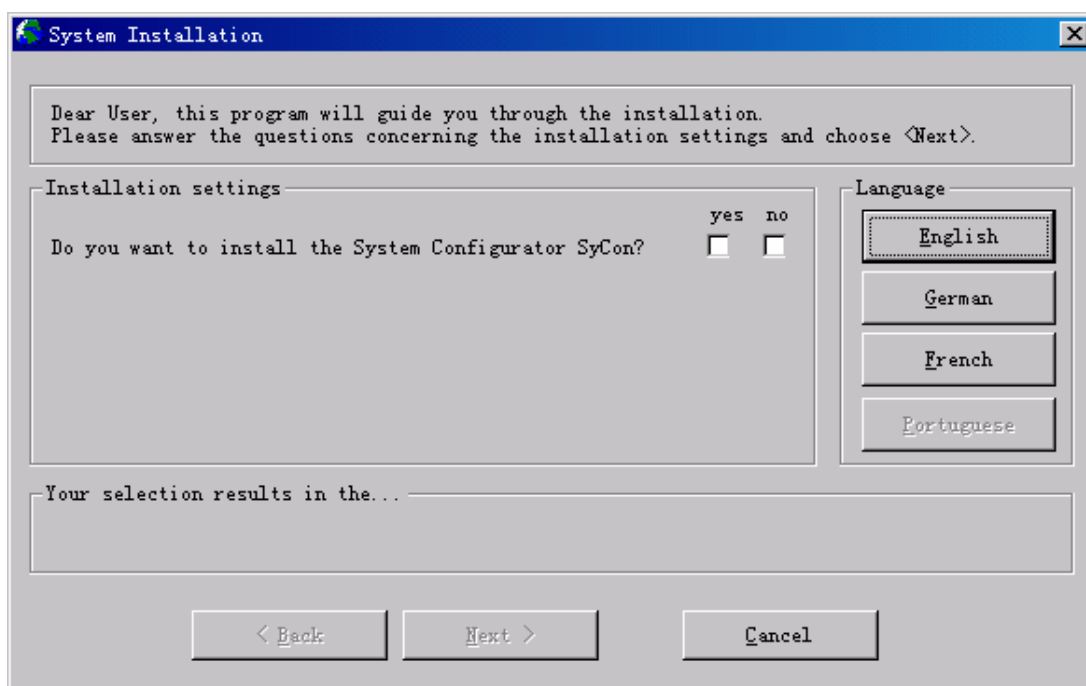 System Installation
Dear User, this program will guide you through the installation.
Please answer the questions concerning the installation settings and choose <Next>.
Installation settings
yes no
Do you want to install the System Configurator SyCon?
Language
English
German
French
Portuguese
Your selection results in the...
< Back
Next >
Cancel